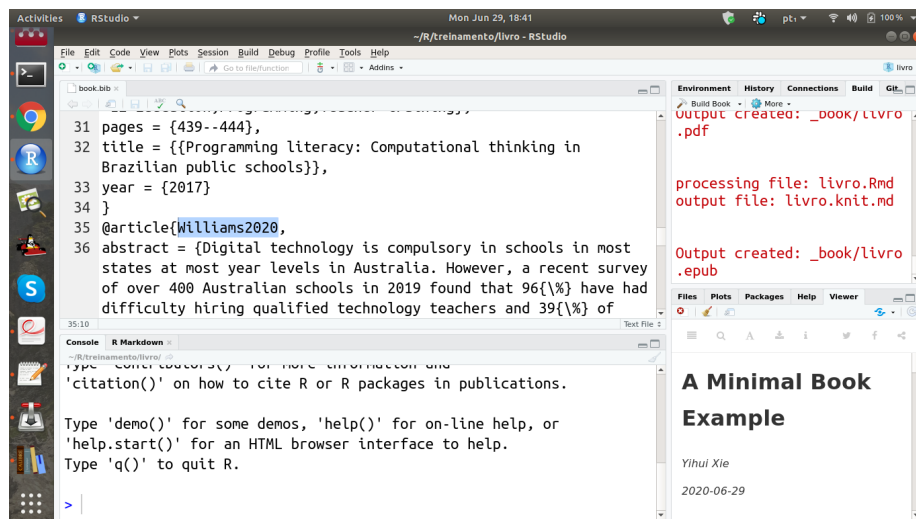 Activities RStudio Mon Jun 29, 18:41 pt₁ 100 %
~/R/treinamento/livro - RStudio
File Edit Code View Plots Session Build Debug Profile Tools Help
Go to file/function Addins livro
book.bib
31 pages = {439--444},
32 title = {{Programming literacy: Computational thinking in
Brazilian public schools}},
33 year = {2017}
34 }
35 @article{Williams2020,
36 abstract = {Digital technology is compulsory in schools in most
states at most year levels in Australia. However, a recent survey
of over 400 Australian schools in 2019 found that 96{\%} have had
difficulty hiring qualified technology teachers and 39{\%} of
35:10 Text File
Console R Markdown
~/R/treinamento/livro/
Type 'contributors()' for more information and
'citation()' on how to cite R or R packages in publications.
Type 'demo()' for some demos, 'help()' for on-line help, or
'help.start()' for an HTML browser interface to help.
Type 'q()' to quit R.
>
Environment History Connections Build Git
Build Book More
Output created: _book/livro
.pdf
processing file: livro.Rmd
output file: livro.knit.md
Output created: _book/livro
.epub
Files Plots Packages Help Viewer
A Minimal Book
Example
Yihui Xie
2020-06-29